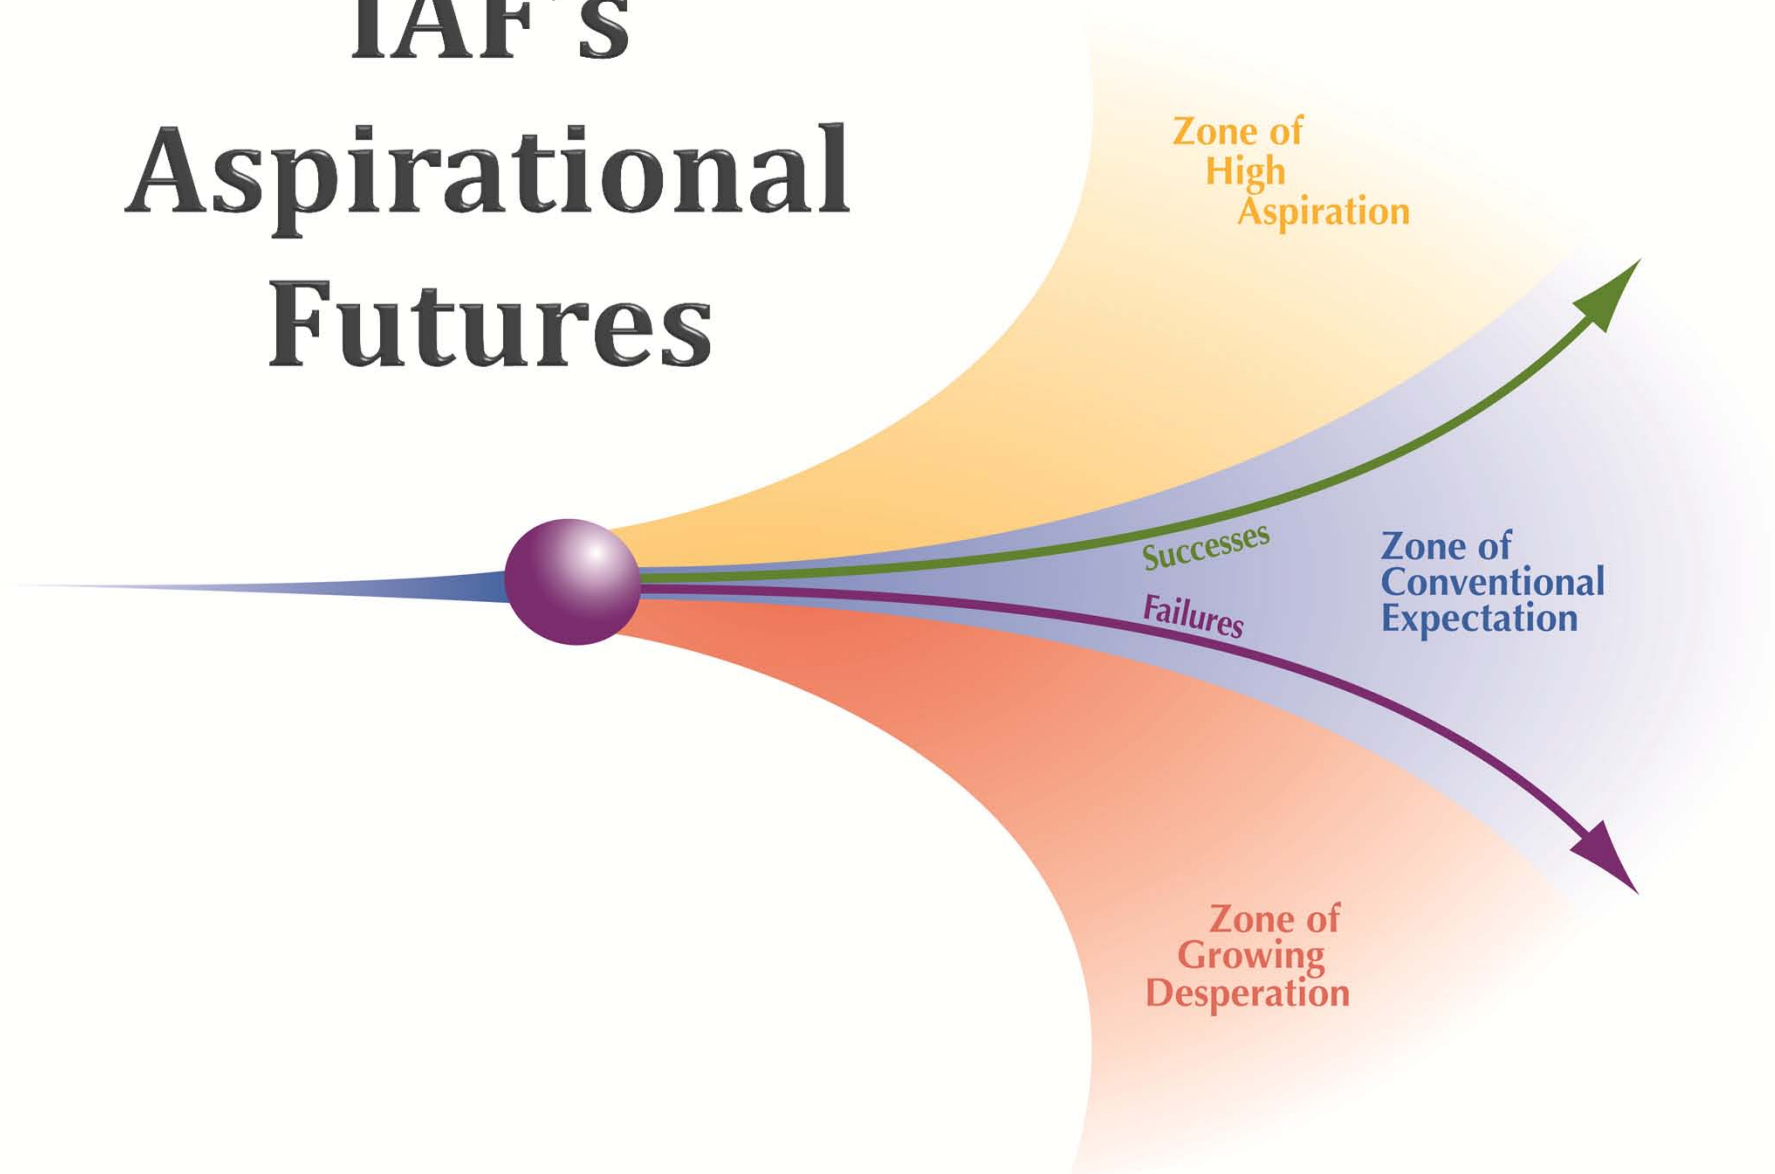 IAF's
Aspirational
Futures
Zone of
High
Aspiration
Successes
Zone of
Conventional
Expectation
Failures
Zone of
Growing
Desperation